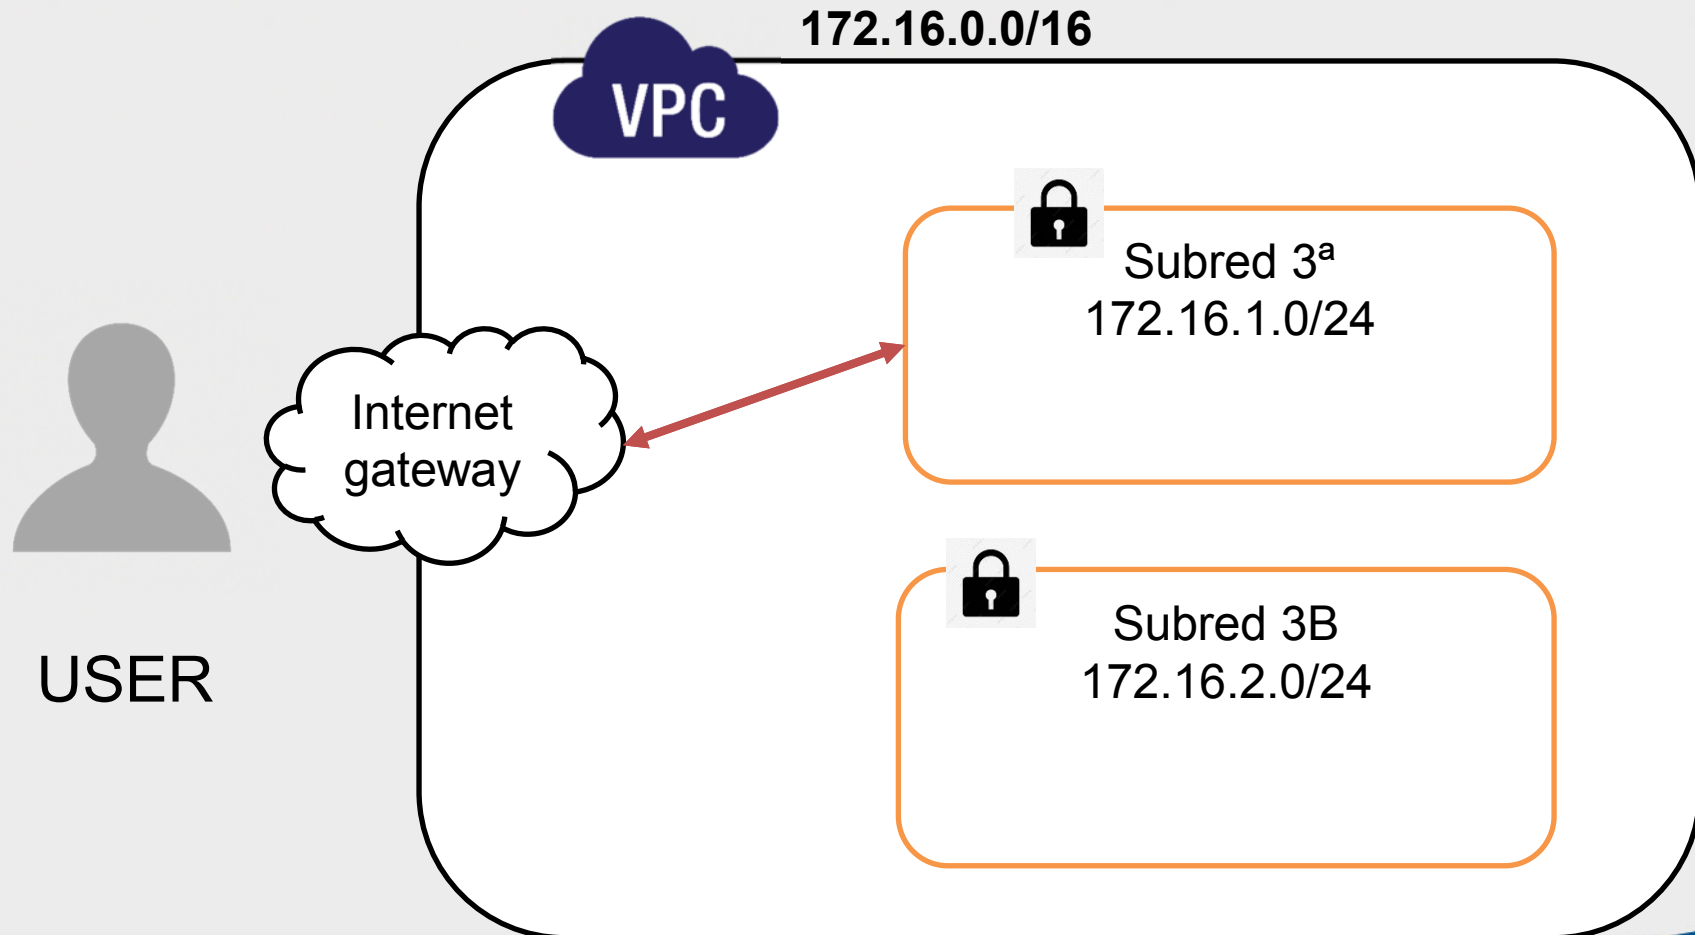 172.16.0.0/16
VPC
Subred 3ª
172.16.1.0/24
Internet
gateway
Subred 3B
172.16.2.0/24
USER